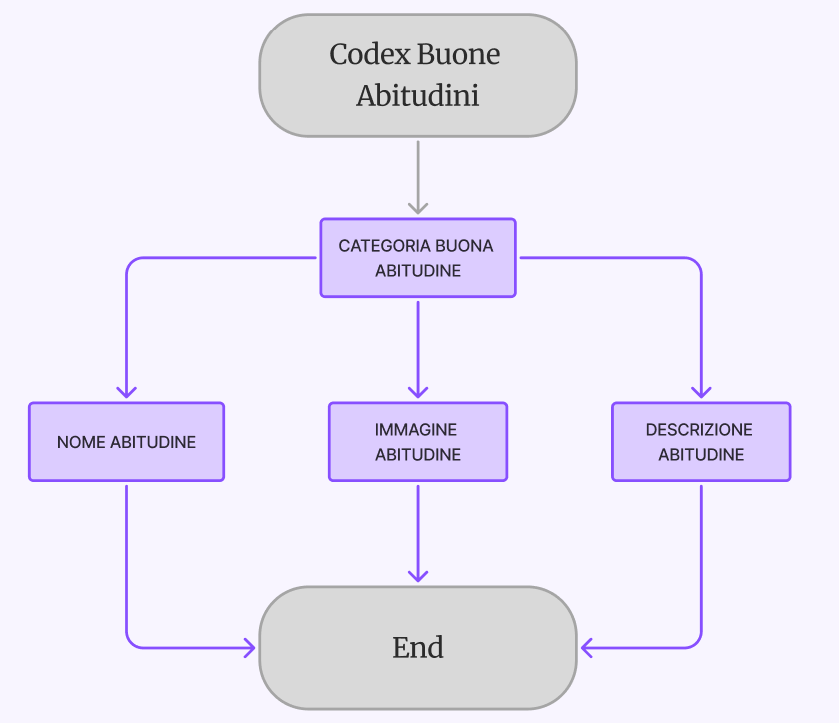 Codex Buone
Abitudini
CATEGORIA BUONA
ABITUDINE
NOME ABITUDINE
IMMAGINE
ABITUDINE
DESCRIZIONE
ABITUDINE
End